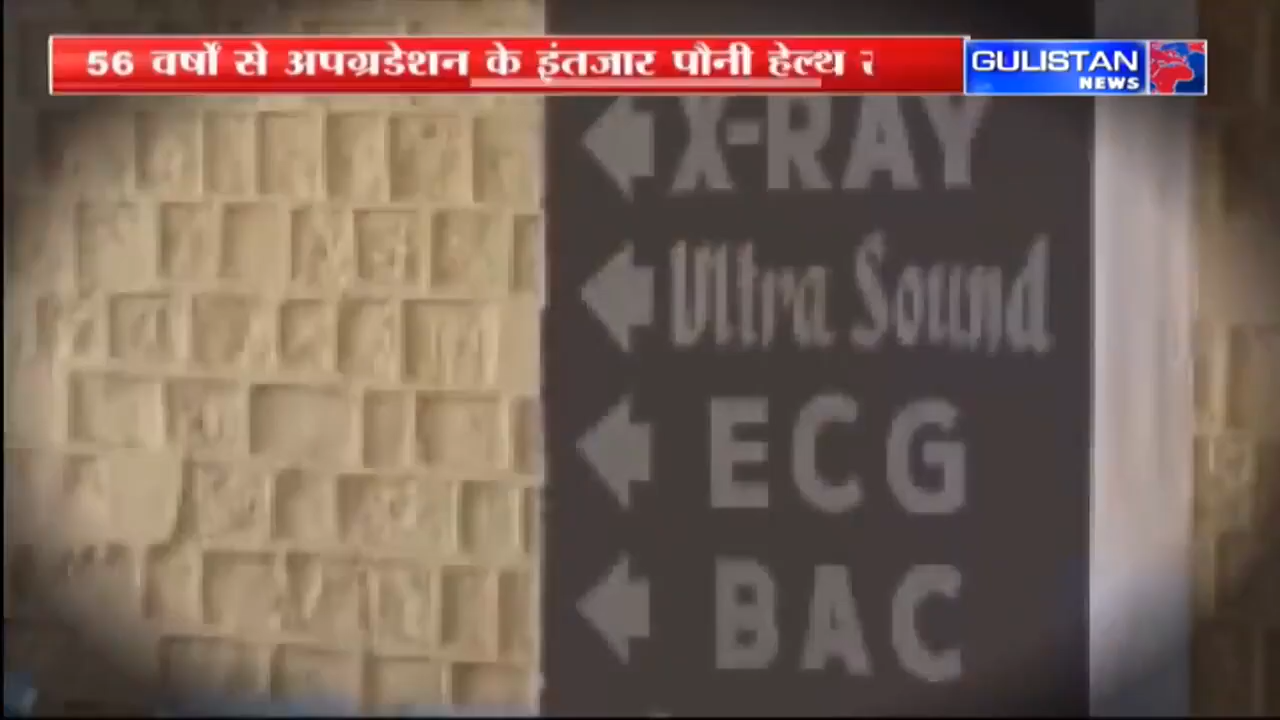 56 वर्षों से अपग्रडेशन के इंतजार पौनी हेल्थ
GULISTAN
NEWS
X-RAY
Ultra Sound
ECG
BAC